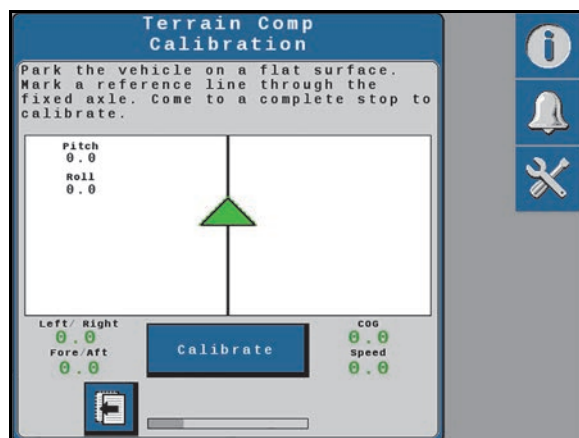 Terrain Comp
Calibration
Park the vehicle on a flat surface.
Mark a reference line through the
fixed axle. Come to a complete stop to
calibrate.
Pitch
0.0
Roll
0.0
Left/ Right
0.0
Fore/Aft
0.0
Calibrate
COG
0.0
Speed
0.0